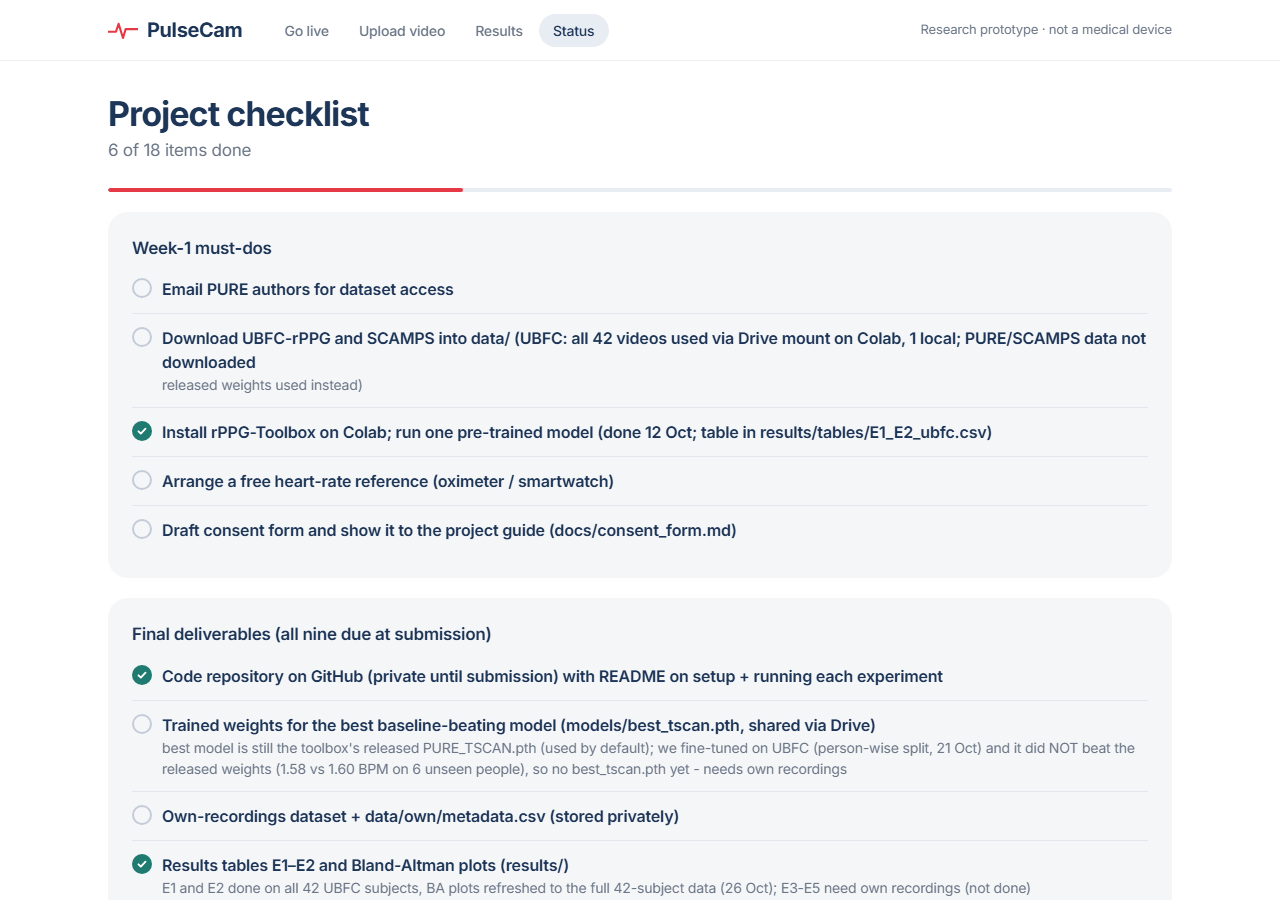 PulseCam
Go live
Upload video
Results
Status
Research prototype · not a medical device
Project checklist
6 of 18 items done
Week-1 must-dos
Email PURE authors for dataset access
Download UBFC-rPPG and SCAMPS into data/ (UBFC: all 42 videos used via Drive mount on Colab, 1 local; PURE/SCAMPS data not
downloaded
released weights used instead)
Install rPPG-Toolbox on Colab; run one pre-trained model (done 12 Oct; table in results/tables/E1_E2_ubfc.csv)
Arrange a free heart-rate reference (oximeter / smartwatch)
Draft consent form and show it to the project guide (docs/consent_form.md)
Final deliverables (all nine due at submission)
Code repository on GitHub (private until submission) with README on setup + running each experiment
Trained weights for the best baseline-beating model (models/best_tscan.pth, shared via Drive)
best model is still the toolbox's released PURE_TSCAN.pth (used by default); we fine-tuned on UBFC (person-wise split, 21 Oct) and it did NOT beat the
released weights (1.58 vs 1.60 BPM on 6 unseen people), so no best_tscan.pth yet - needs own recordings
Own-recordings dataset + data/own/metadata.csv (stored privately)
Results tables E1–E2 and Bland-Altman plots (results/)
E1 and E2 done on all 42 UBFC subjects, BA plots refreshed to the full 42-subject data (26 Oct); E3-E5 need own recordings (not done)